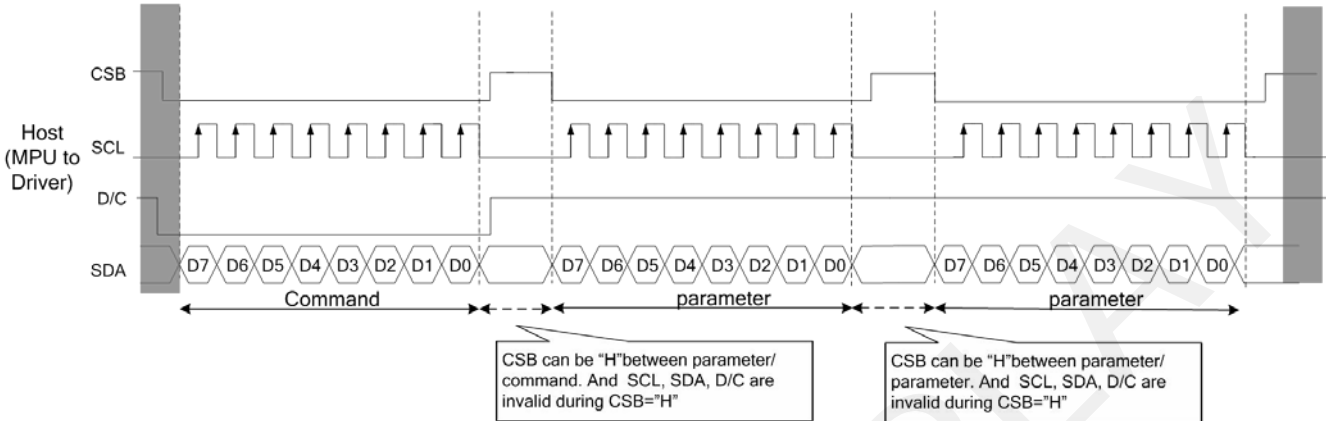 CSB
Host
(MPU to
Driver)
SCL
D/C
SDA
D7 D6 D5 D4 D3 D2 D1 D0 D7 D6 D5 D4 D3 D2 D1 D0 D7 D6 D5 D4 D3 D2 D1 D0
Command parameter parameter
CSB can be “H”between parameter/
command. And SCL, SDA, D/C are
invalid during CSB=”H”
CSB can be “H”between parameter/
parameter. And SCL, SDA, D/C are
invalid during CSB=”H”